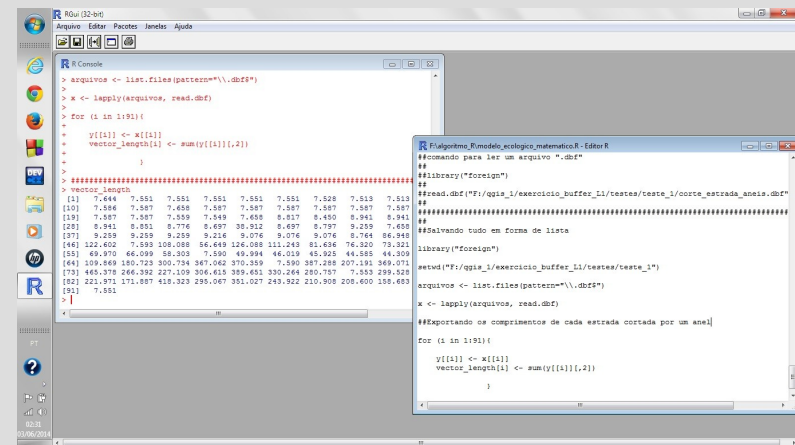 RGui (32-bit)
Arquivo Editar Pacotes Janelas Ajuda
R Console
> arquivos <- list.files(pattern="\\.dbf$")
>
> x <- lapply(arquivos, read.dbf)
>
> for (i in 1:91){
+
+ y[[i]] <- x[[i]]
+ vector_length[i] <- sum(y[[i]][,2])
+
+ }
>
> ##################################################################
> vector_length
[1] 7.644 7.551 7.551 7.551 7.551 7.551 7.528 7.513 7.513
[10] 7.586 7.587 7.658 7.587 7.587 7.587 7.587 7.587 7.587
[19] 7.587 7.587 7.559 7.549 7.658 8.817 8.450 8.941 8.941
[28] 8.941 8.851 8.776 8.697 38.912 8.697 8.797 9.259 7.658
[37] 9.259 9.259 9.259 9.216 9.076 9.076 9.076 8.764 86.948
[46] 122.602 7.593 108.088 56.649 126.088 111.243 81.636 76.320 73.321
[55] 69.970 66.099 58.303 7.590 49.994 46.019 45.925 44.585 44.309
[64] 109.869 180.723 300.734 367.062 370.359 7.590 387.288 207.191 369.071
[73] 465.378 266.392 227.109 306.615 389.651 330.264 280.757 7.553 299.528
[82] 221.971 171.887 418.323 295.067 351.027 243.922 210.908 208.600 158.683
[91] 7.551
>
F:\algoritmo_R\modelo_ecologico_matematico.R - Editor R
##comando para ler um arquivo ".dbf"
##
##library("foreign")
##
##read.dbf("F:/qgis_1/exercicio_buffer_L1/testes/teste_1/corte_estrada_aneis.dbf"
##
##################################################################
##
##Salvando tudo em forma de lista
library("foreign")
setwd("F:/qgis_1/exercicio_buffer_L1/testes/teste_1")
arquivos <- list.files(pattern="\\.dbf$")
x <- lapply(arquivos, read.dbf)
##Exportando os comprimentos de cada estrada cortada por um anel
for (i in 1:91){
y[[i]] <- x[[i]]
vector_length[i] <- sum(y[[i]][,2])
}
DEV
hp
R
PT
02:31
03/06/2014